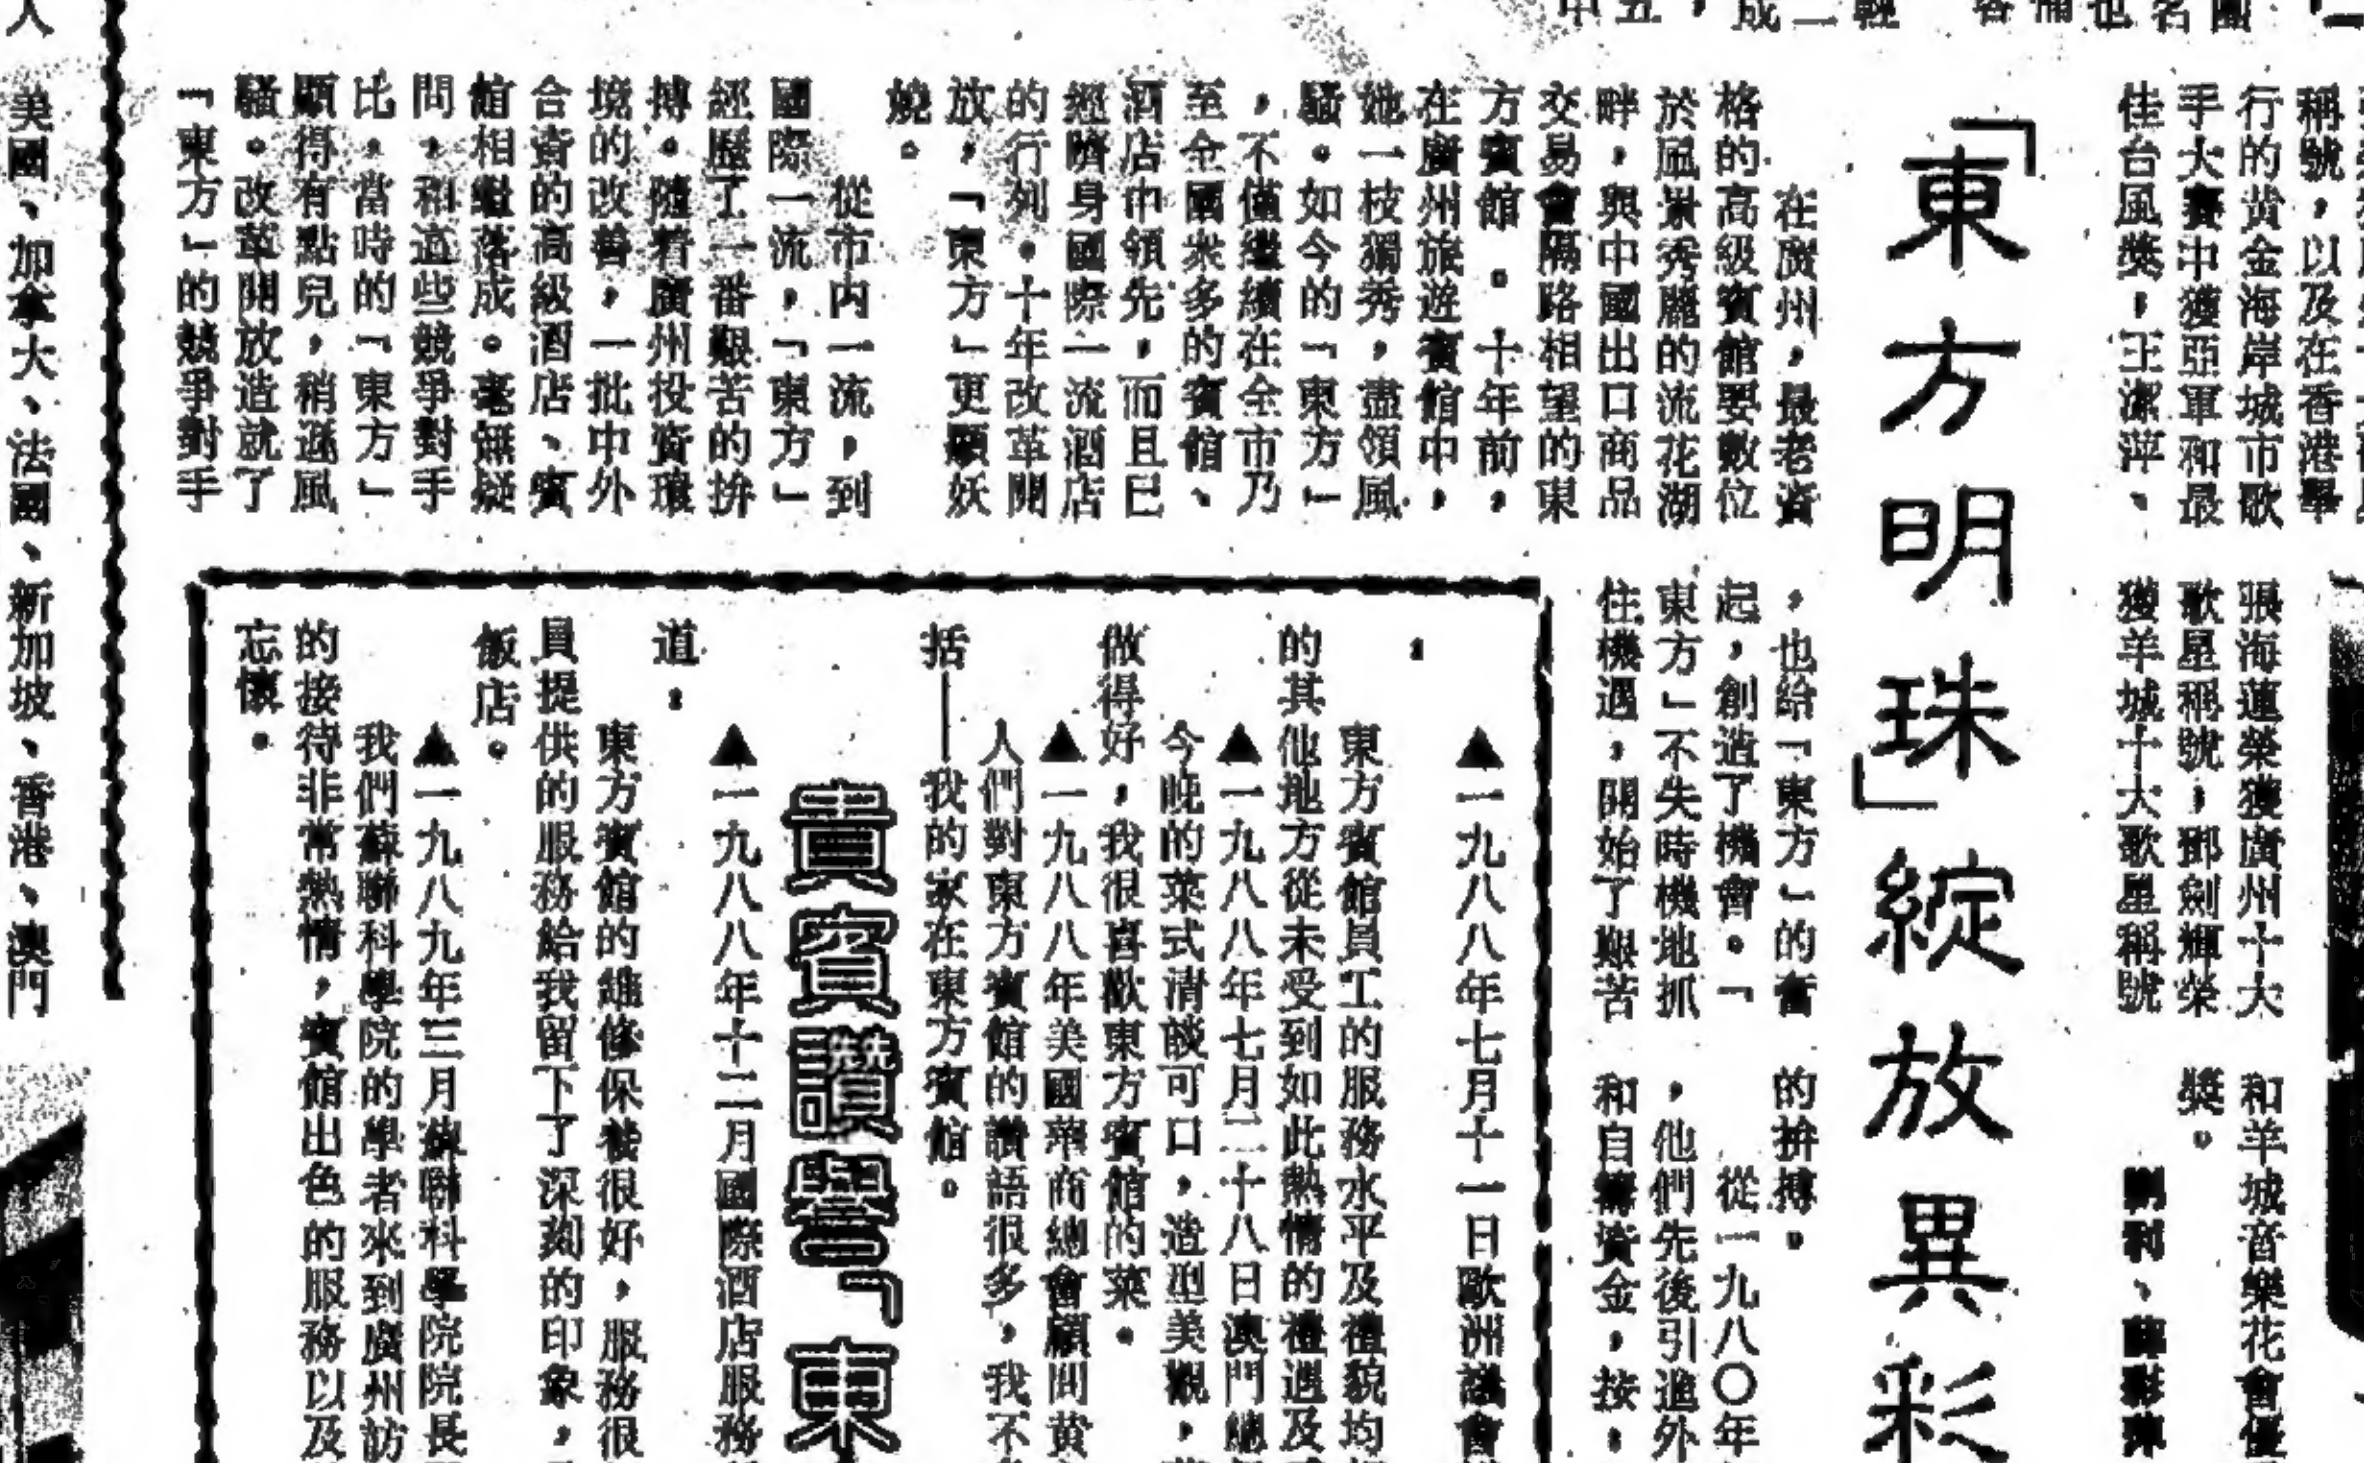 行的黄金海岸城市歌
手大賽中獲亞軍和最
佳台風獎，王潔萍、
張海蓮榮獲廣州十大
歌星稱號，鄧劍輝榮
獲羊城十大歌星稱號
和羊城音樂花會優
獎。
「東方明珠」綻放異彩
在廣州，最老資
格的高級賓館要數位
於風景秀麗的流花湖
畔，與中國出口商品
交易會隔路相望的東
方賓館。十年前，
在廣州旅遊賓館中，
她一枝獨秀，盡領風
騷。如今的「東方」
，不僅繼續在全市乃
至全國衆多的賓館、
酒店中領先，而且已
經躋身國際一流酒店
的行列。十年改革開
放，「東方」更顯妖
嬈。
從市内一流，到
國際一流，「東方」
經歷了一番艱苦的拚
搏。隨着廣州投資環
境的改善，一批中外
合資的高級酒店、賓
館相繼落成。毫無疑
問，和這些競爭對手
比，當時的「東方」
顯得有點兒，稍遜風
騷。改革開放造就了
「東方」的競爭對手
，也給「東方」的奮
起，創造了機會。「
東方」不失時機地抓
住機遇，開始了艱苦
的拚搏。
從一九八〇年
，他們先後引進外
和自籌資金，按，
▲一九八八年七月十一日歐洲議會
：
東方賓館員工的服務水平及禮貌均
的其他地方從未受到如此熱情的禮遇及
▲一九八八年七月二十八日澳門總
今晚的菜式清淡可口，造型美觀，
做得好，我很喜歡東方賓館的菜。
▲一九八八年美國華商總會顧問黄
人們對東方賓館的讚語很多，我不
括——我的家在東方賓館。
貴賓讚譽「東
▲一九八八年十二月國際酒店服務
道：
東方賓館的維修保養很好，服務很
員提供的服務給我留下了深刻的印象，
飯店。
▲一九八九年三月蘇聯科學院院長
我們蘇聯科學院的學者來到廣州訪
的接待非常熱情，賓館出色的服務以及
忘懷。
美國、加拿大、法國、新加坡、香港、澳門